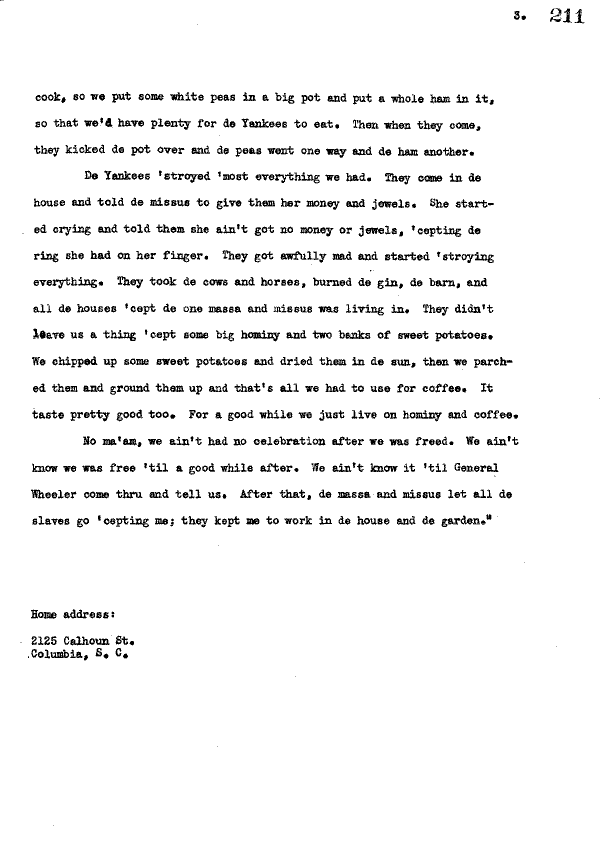 3. 211
cook, so we put some white peas in a big pot and put a whole ham in it,
so that we'd have plenty for de Yankees to eat. Then when they come,
they kicked de pot over and de peas went one way and de ham another.
De Yankees 'stroyed 'most everything we had. They come in de
house and told de missus to give them her money and jewels. She start-
ed crying and told them she ain't got no money or jewels, 'cepting de
ring she had on her finger. They got awfully mad and started 'stroying
everything. They took de cows and horses, burned de gin, de barn, and
all de houses 'cept de one massa and missus was living in. They didn't
leave us a thing 'cept some big hominy and two banks of sweet potatoes.
We chipped up some sweet potatoes and dried them in de sun, then we parch-
ed them and ground them up and that's all we had to use for coffee. It
taste pretty good too. For a good while we just live on hominy and coffee.
No ma'am, we ain't had no celebration after we was freed. We ain't
know we was free 'til a good while after. We ain't know it 'til General
Wheeler come thru and tell us. After that, de massa and missus let all de
slaves go 'cepting me; they kept me to work in de house and de garden."
Home address:
2125 Calhoun St.
Columbia, S. C.